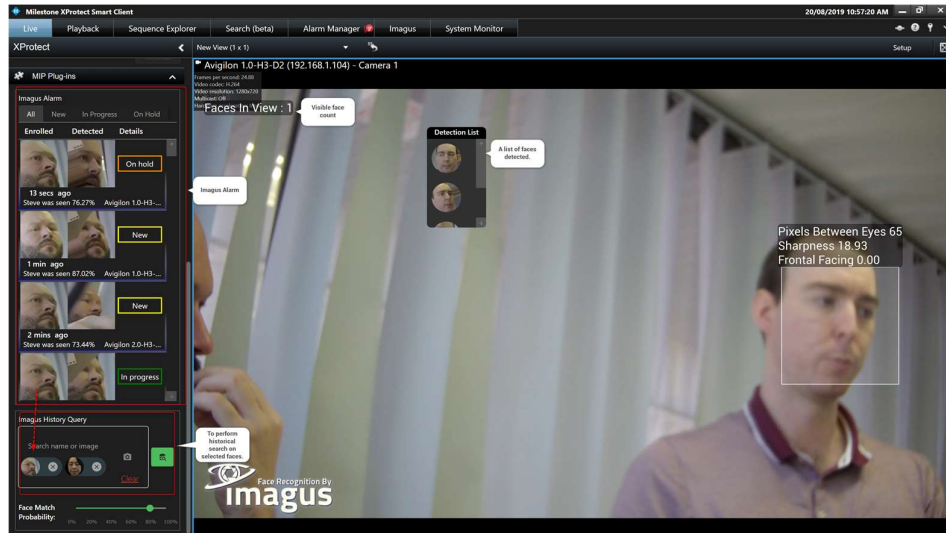 Milestone XProtect Smart Client
20/08/2019 10:57:20 AM
Live Playback Sequence Explorer Search (beta) Alarm Manager Imagus System Monitor
XProtect
New View (1 x 1)
Setup
MIP Plug-ins
Avigilon 1.0-H3-D2 (192.168.1.104) - Camera 1
Frames per second: 24.88
Video codec: H.264
Video resolution: 1280x720
Multicast: Off
Faces In View : 1
Visible face
count
Imagus Alarm
All New In Progress On Hold
Enrolled Detected Details
On hold
13 secs ago
Steve was seen 76.27% Avigilon 1.0-H3-...
New
1 min ago
Steve was seen 87.02% Avigilon 1.0-H3-...
New
2 mins ago
Steve was seen 73.44% Avigilon 2.0-H3-...
In progress
Imagus Alarm
Detection List
A list of faces
detected.
Pixels Between Eyes 65
Sharpness 18.93
Frontal Facing 0.00
Imagus History Query
Search name or image
Clear
To perform
historical
search on
selected faces.
Face Match
Probability:
0% 20% 40% 60% 80% 100%
Face Recognition By
imagus